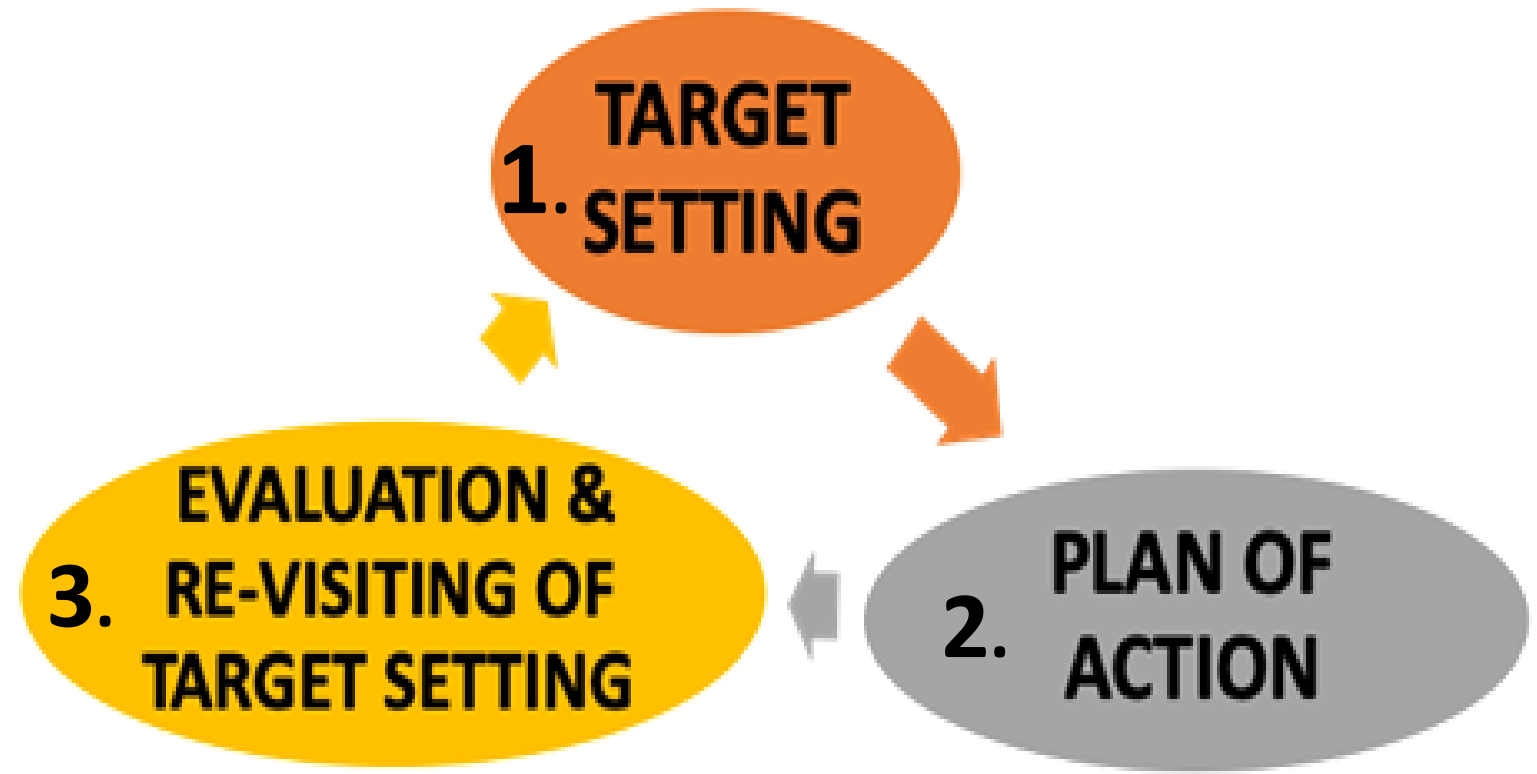 1. TARGET
SETTING
2. PLAN OF
ACTION
3. EVALUATION &
RE-VISITING OF
TARGET SETTING